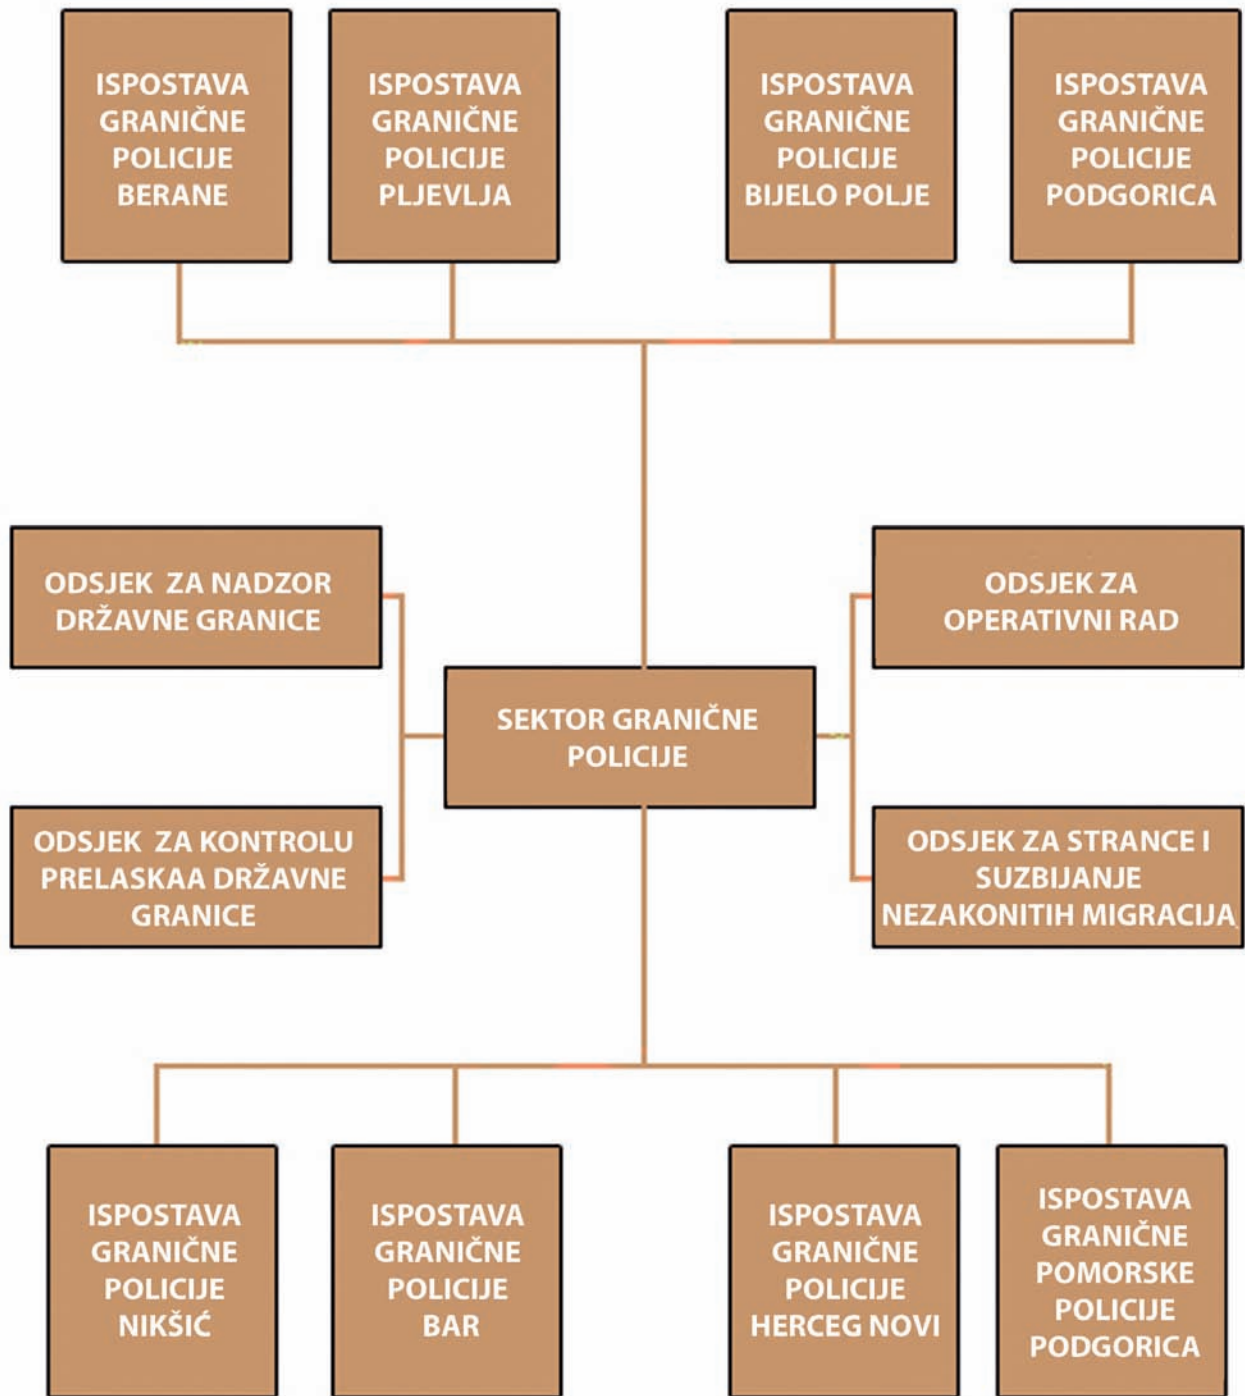 ISPOSTAVA
GRANIČNE
POLICIJE
BERANE
ISPOSTAVA
GRANIČNE
POLICIJE
PLJEVLJA
ISPOSTAVA
GRANIČNE
POLICIJE
BIJELO POLJE
ISPOSTAVA
GRANIČNE
POLICIJE
PODGORICA
ODSJEK ZA NADZOR
DRŽAVNE GRANICE
ODSJEK ZA
OPERATIVNI RAD
SEKTOR GRANIČNE
POLICIJE
ODSJEK ZA KONTROLU
PRELASKAA DRŽAVNE
GRANICE
ODSJEK ZA STRANCE I
SUZBIJANJE
NEZAKONITIH MIGRACIJA
ISPOSTAVA
GRANIČNE
POLICIJE
NIKŠIĆ
ISPOSTAVA
GRANIČNE
POLICIJE
BAR
ISPOSTAVA
GRANIČNE
POLICIJE
HERCEG NOVI
ISPOSTAVA
GRANIČNE
POMORSKE
POLICIJE
PODGORICA